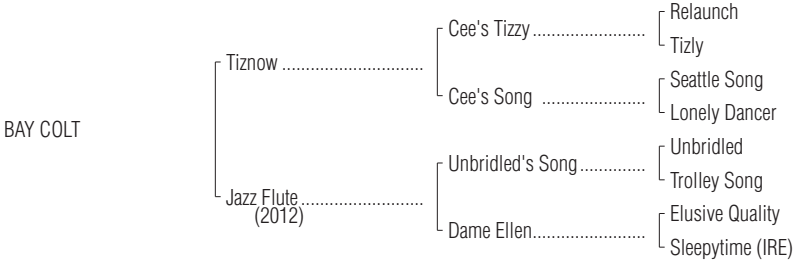 Relaunch
Cee's Tizzy ........................
Tizly
Tiznow ..............................
Seattle Song
Cee's Song ......................
Lonely Dancer
BAY COLT
Unbridled
Unbridled's Song..............
Trolley Song
Jazz Flute..........................
(2012)
Elusive Quality
Dame Ellen........................
Sleepytime (IRE)